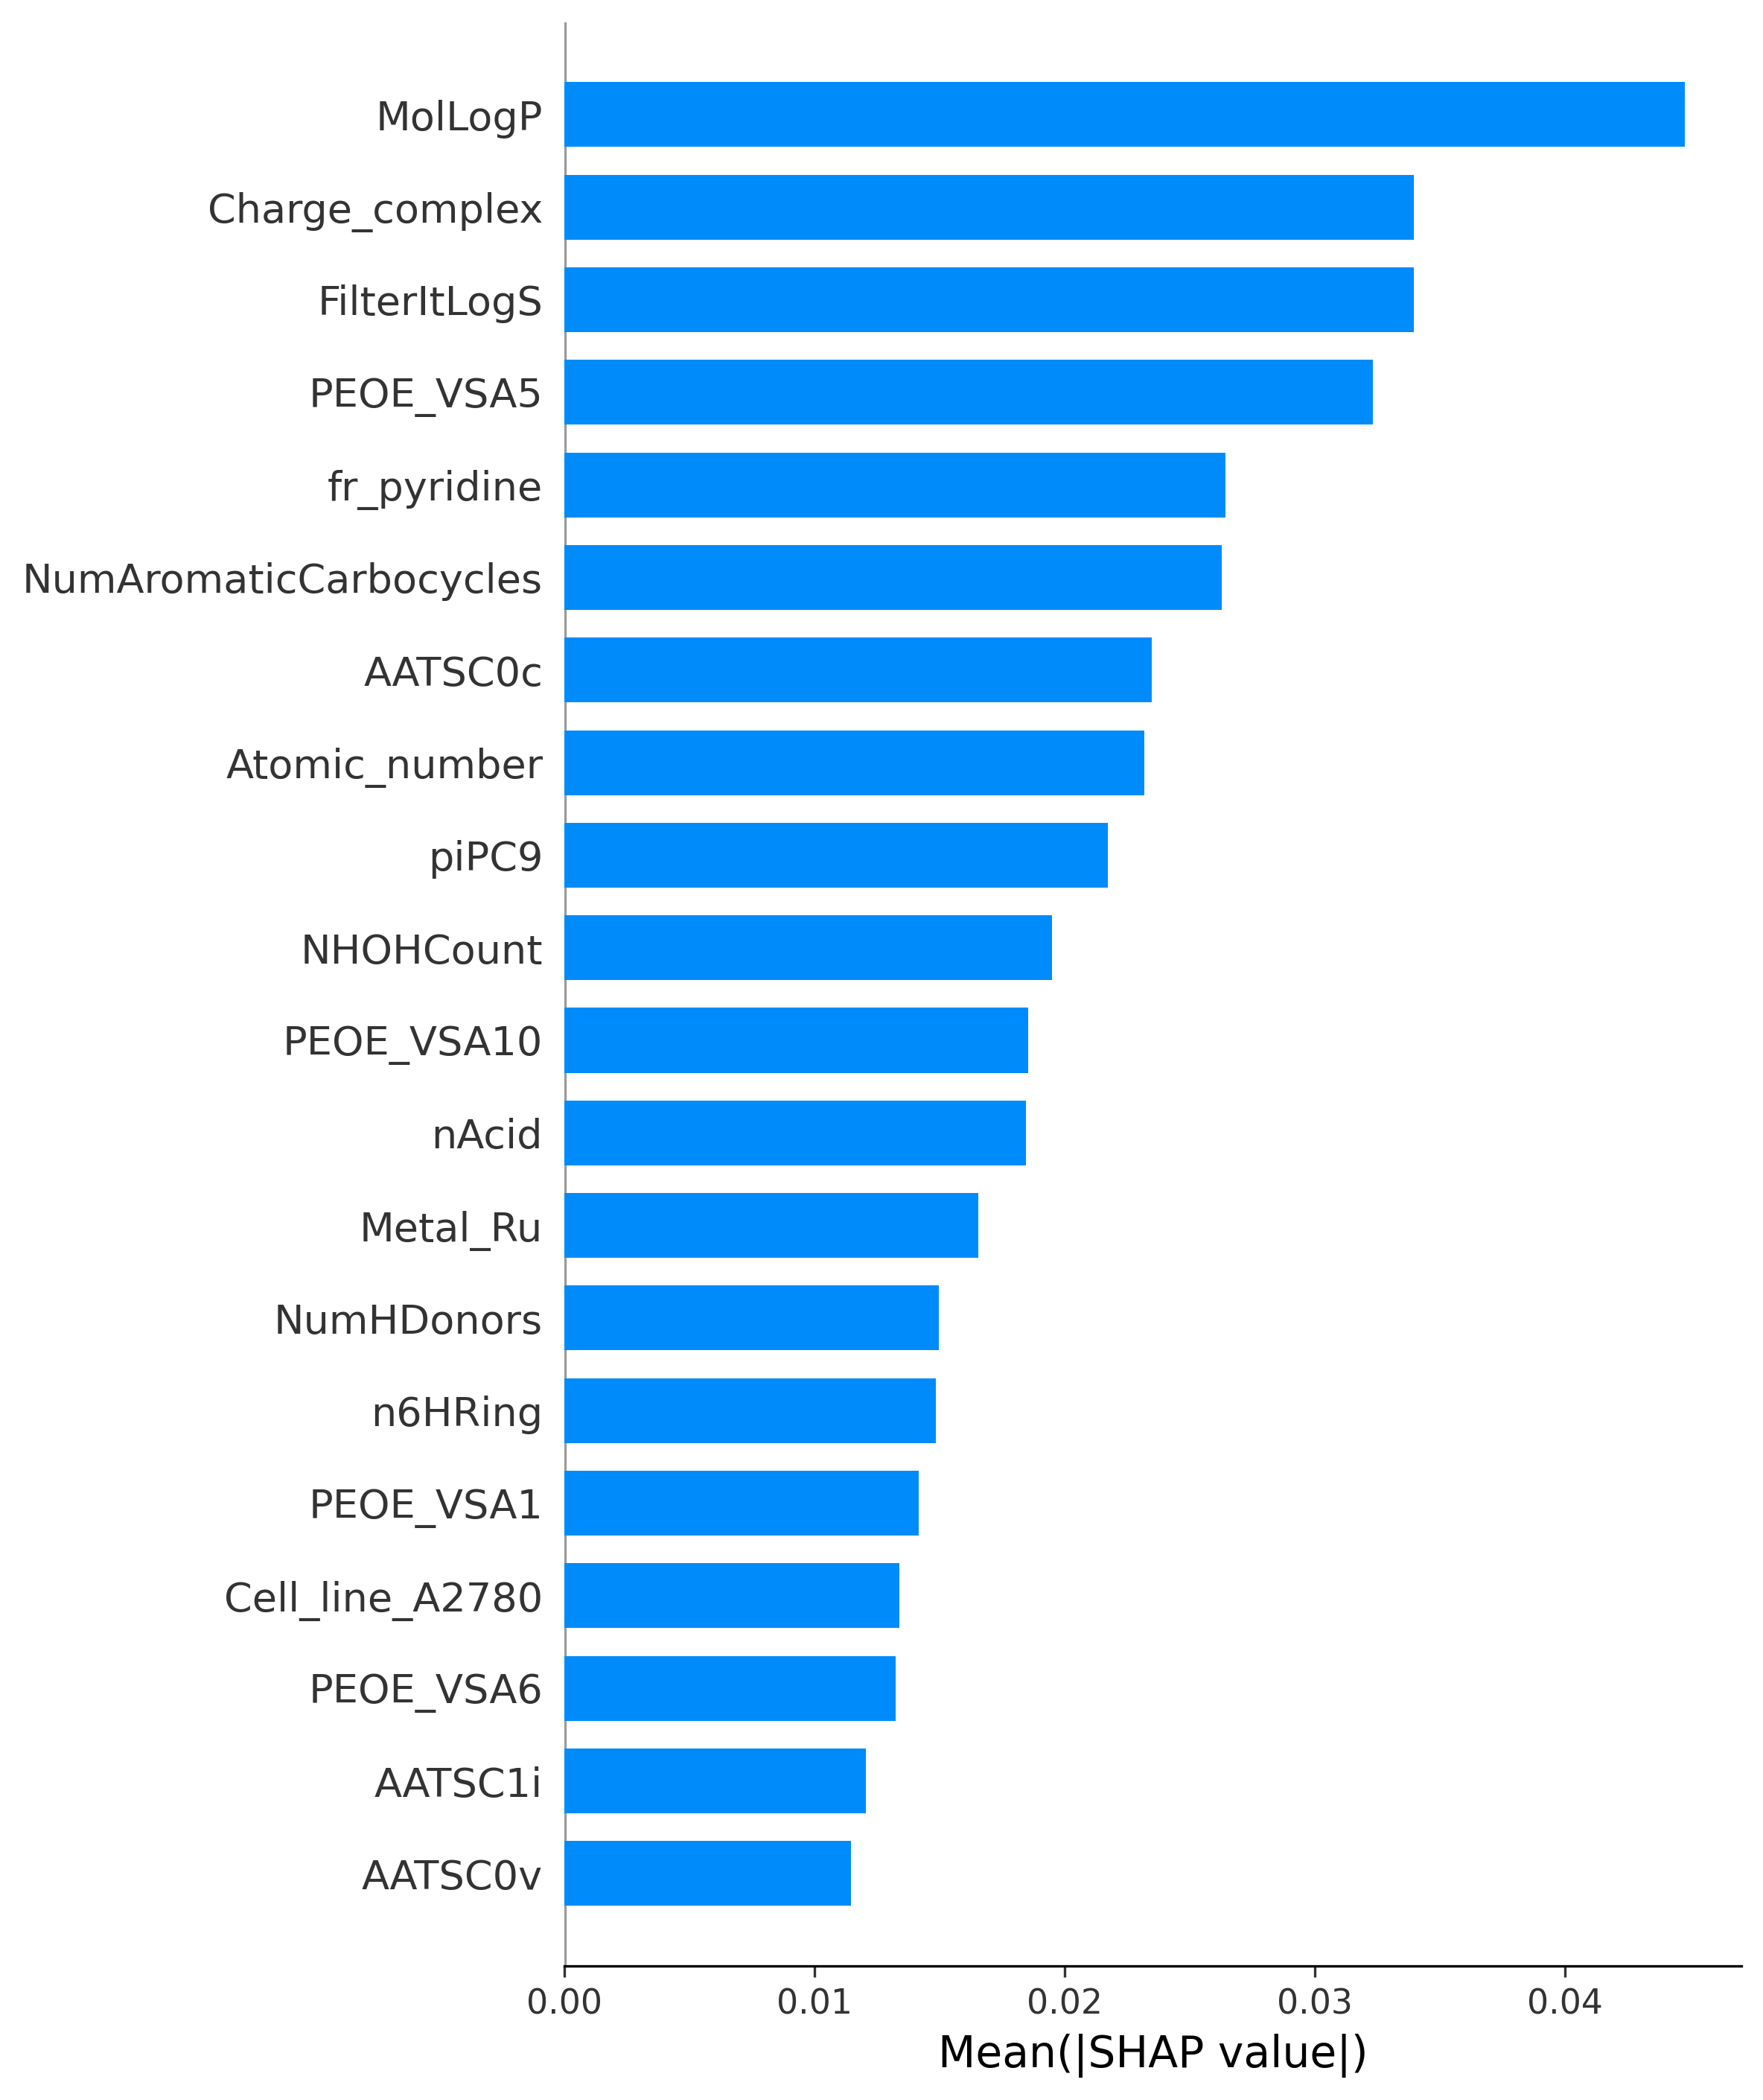 MolLogP
Charge_complex
FilterItLogS
PEOE_VSA5
fr_pyridine
NumAromaticCarbocycles
AATSC0c
Atomic_number
piPC9
NHOHCount
PEOE_VSA10
nAcid
Metal_Ru
NumHDonors
n6HRing
PEOE_VSA1
Cell_line_A2780
PEOE_VSA6
AATSC1i
AATSC0v
0.00 0.01 0.02 0.03 0.04
Mean(|SHAP value|)